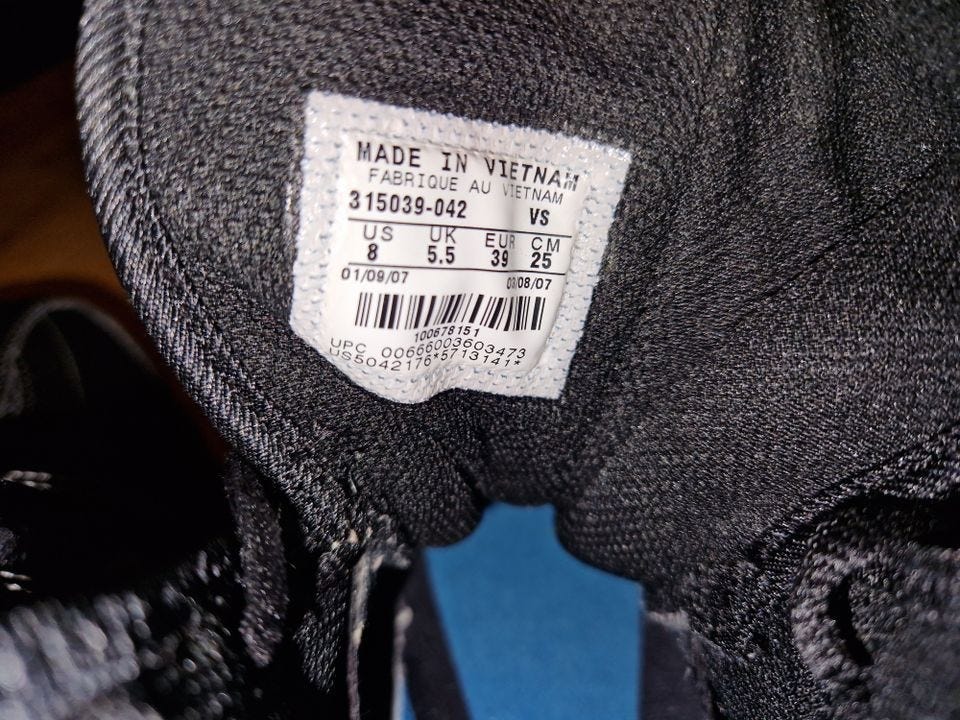 MADE IN VIETNAM
FABRIQUE AU VIETNAM
315039-042 VS
US UK EUR CM
8 5.5 39 25
01/09/07 03/08/07
100678151
UPC 00666003603473
US5042176*5713141*